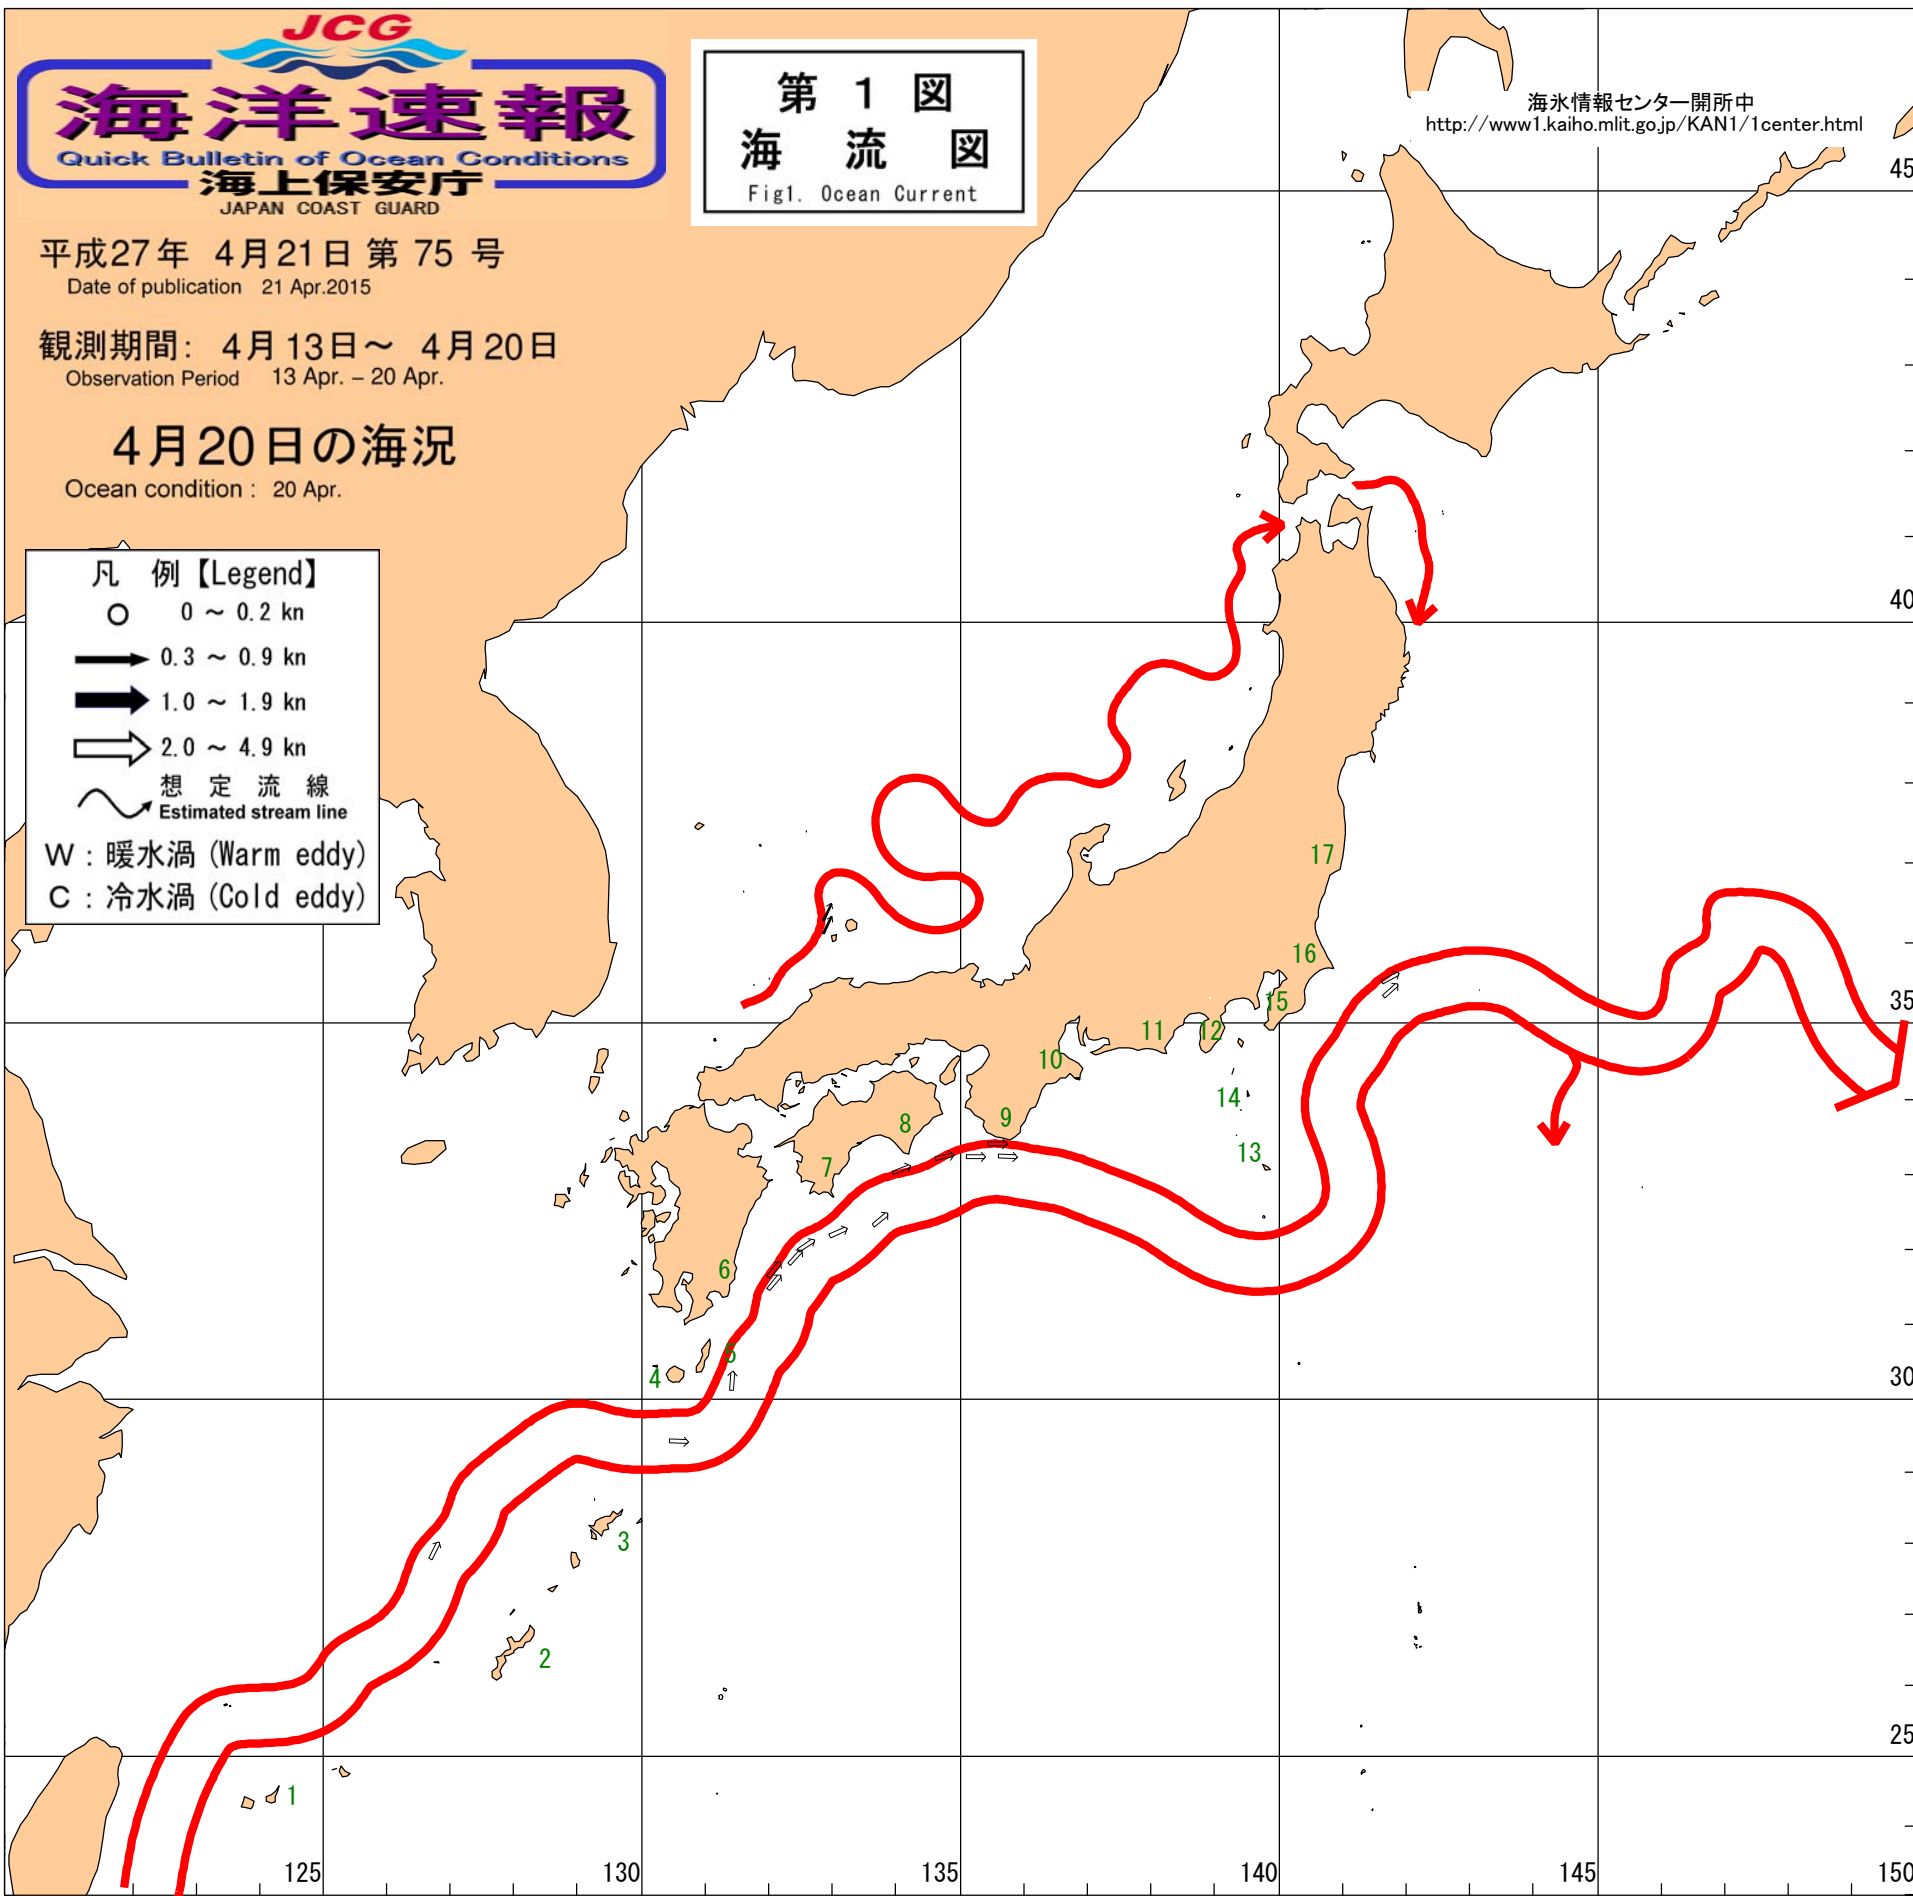 JCG
海洋速報
Quick Bulletin of Ocean Conditions
海上保安庁
JAPAN COAST GUARD
第 1 図
海 流 図
Fig1. Ocean Current
海氷情報センター開所中
http://www1.kaiho.mlit.go.jp/KAN1/1center.html
平成27年 4月21日 第 75 号
Date of publication 21 Apr.2015
観測期間: 4月13日～ 4月20日
Observation Period 13 Apr. – 20 Apr.
4月20日の海況
Ocean condition : 20 Apr.
凡 例【Legend】
0 ～ 0.2 kn
0.3 ～ 0.9 kn
1.0 ～ 1.9 kn
2.0 ～ 4.9 kn
想 定 流 線
Estimated stream line
W : 暖水渦 (Warm eddy)
C : 冷水渦 (Cold eddy)
45
40
35
30
25
17
16
15
12
11
10
14
9
8
13
7
6
5
4
3
2
1
125
130
135
140
145
150